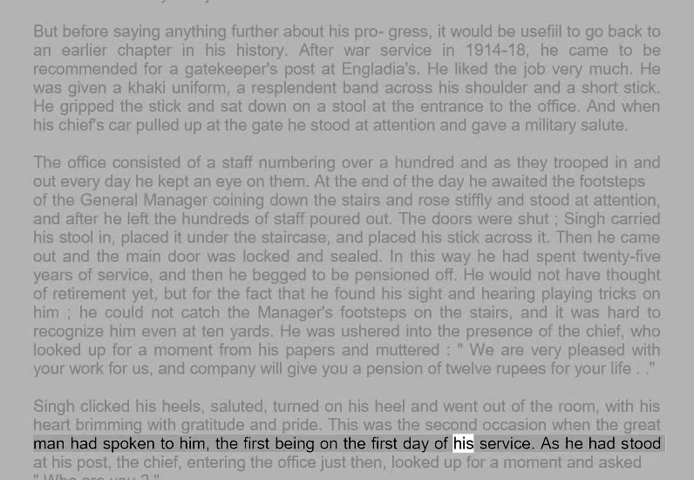 But before saying anything further about his pro- gress, it would be usefiil to go back to
an earlier chapter in his history. After war service in 1914-18, he came to be
recommended for a gatekeeper's post at Engladia's. He liked the job very much. He
was given a khaki uniform, a resplendent band across his shoulder and a short stick.
He gripped the stick and sat down on a stool at the entrance to the office. And when
his chief's car pulled up at the gate he stood at attention and gave a military salute.
The office consisted of a staff numbering over a hundred and as they trooped in and
out every day he kept an eye on them. At the end of the day he awaited the footsteps
of the General Manager coining down the stairs and rose stiffly and stood at attention,
and after he left the hundreds of staff poured out. The doors were shut ; Singh carried
his stool in, placed it under the staircase, and placed his stick across it. Then he came
out and the main door was locked and sealed. In this way he had spent twenty-five
years of service, and then he begged to be pensioned off. He would not have thought
of retirement yet, but for the fact that he found his sight and hearing playing tricks on
him ; he could not catch the Manager's footsteps on the stairs, and it was hard to
recognize him even at ten yards. He was ushered into the presence of the chief, who
looked up for a moment from his papers and muttered : " We are very pleased with
your work for us, and company will give you a pension of twelve rupees for your life . ."
Singh clicked his heels, saluted, turned on his heel and went out of the room, with his
heart brimming with gratitude and pride. This was the second occasion when the great
man had spoken to him, the first being on the first day of his service. As he had stood
at his post, the chief, entering the office just then, looked up for a moment and asked
" Who are you ? "